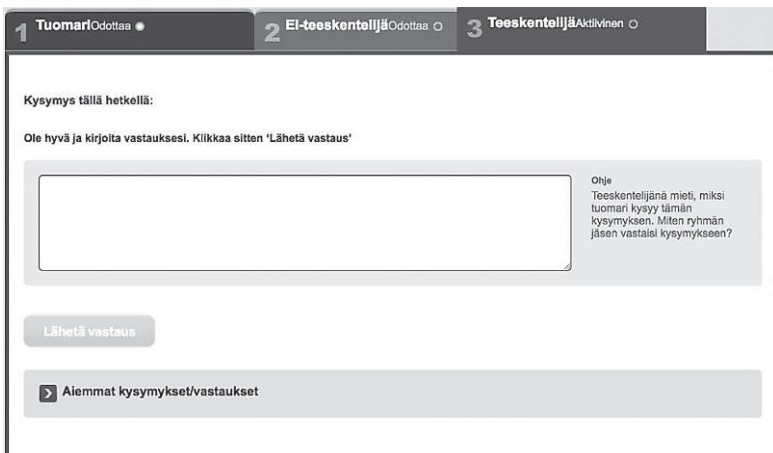 1 Tuomari Odottaa
2 Ei-teeskentelijä Odottaa
3 Teeskentelijä Aktiivinen
Kysymys tällä hetkellä:
Ole hyvä ja kirjoita vastauksesi. Klikkaa sitten 'Lähetä vastaus'
Ohje
Teeskentelijänä mieti, miksi
tuomari kysyy tämän
kysymyksen. Miten ryhmän
jäsen vastaisi kysymykseen?
Lähetä vastaus
Aiemmat kysymykset/vastaukset